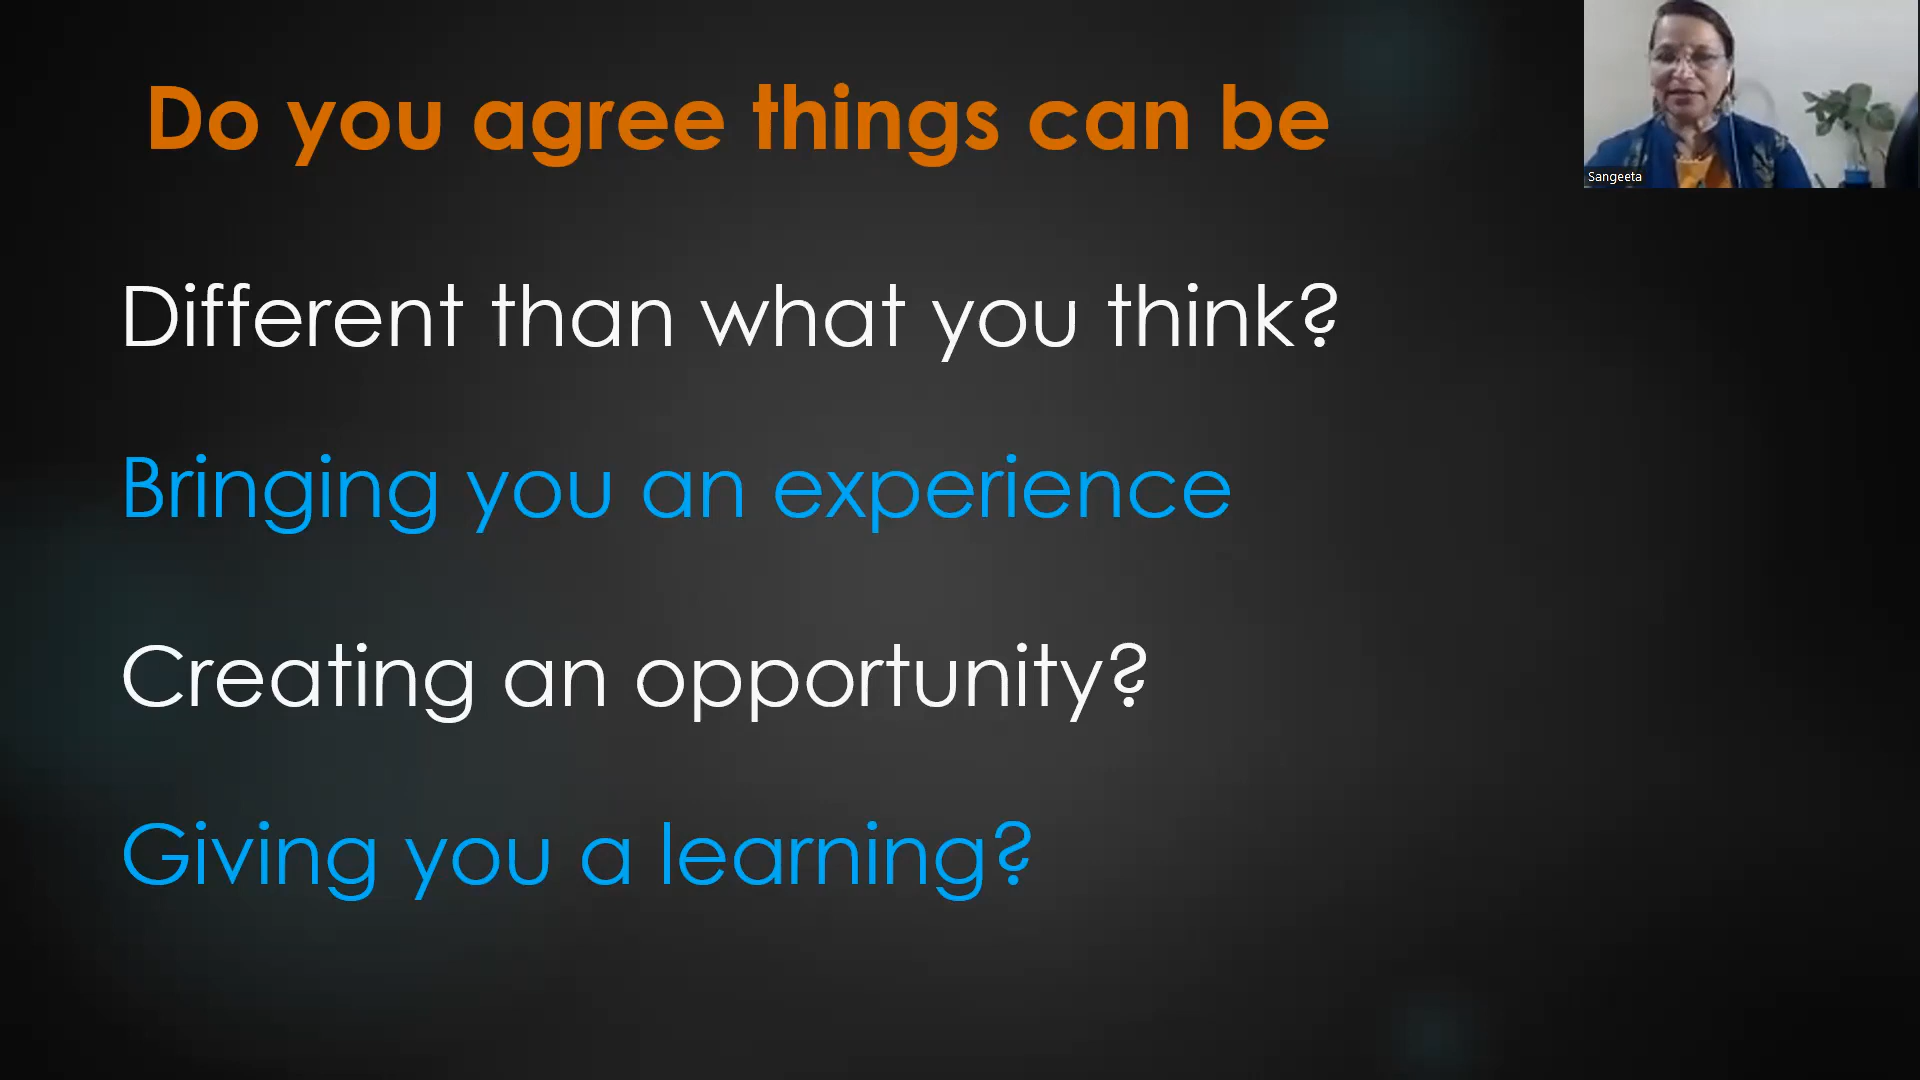 Do you agree things can be
Different than what you think?
Bringing you an experience
Creating an opportunity?
Giving you a learning?
Sangeeta